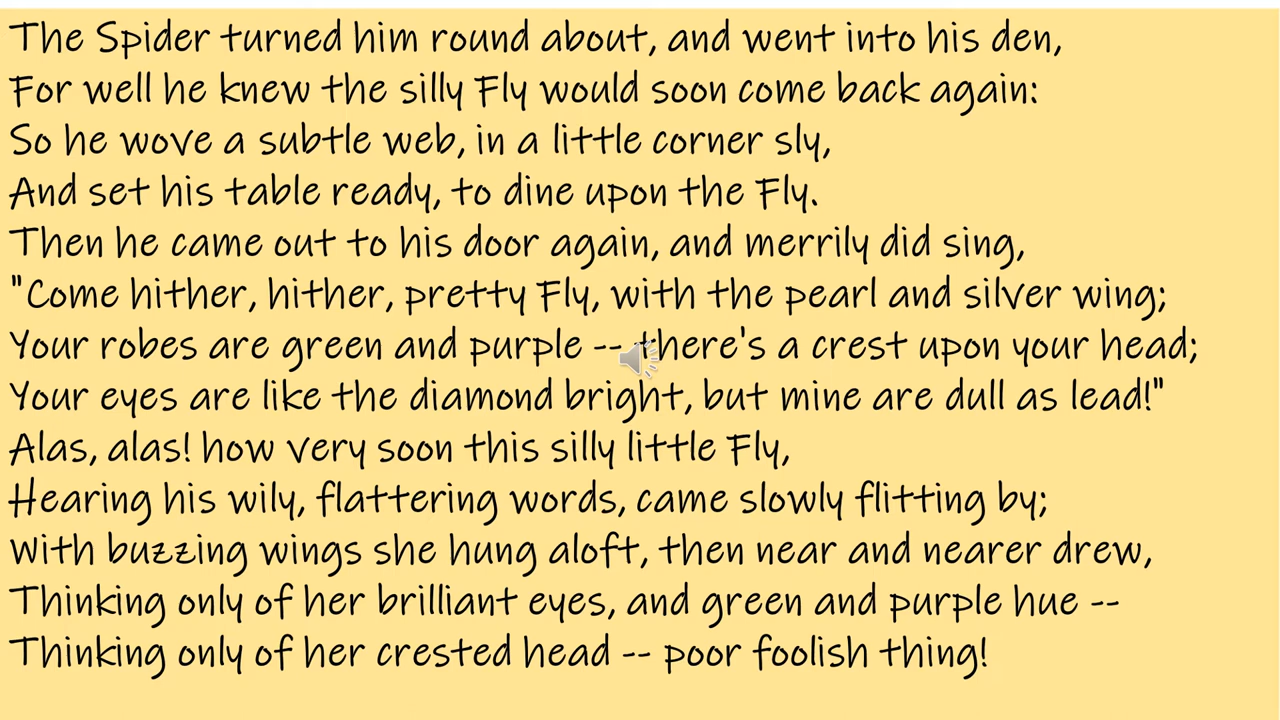 The Spider turned him round about, and went into his den,
For well he knew the silly Fly would soon come back again:
So he wove a subtle web, in a little corner sly,
And set his table ready, to dine upon the Fly.
Then he came out to his door again, and merrily did sing,
"Come hither, hither, pretty Fly, with the pearl and silver wing;
Your robes are green and purple -- there's a crest upon your head;
Your eyes are like the diamond bright, but mine are dull as lead!"
Alas, alas! how very soon this silly little Fly,
Hearing his wily, flattering words, came slowly flitting by;
With buzzing wings she hung aloft, then near and nearer drew,
Thinking only of her brilliant eyes, and green and purple hue --
Thinking only of her crested head -- poor foolish thing!